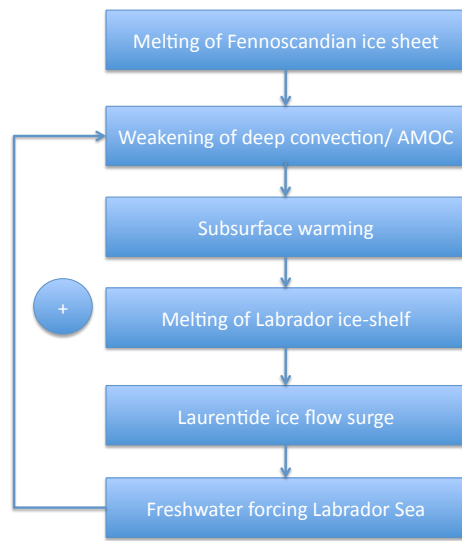 Melting of Fennoscandian ice sheet
Weakening of deep convection/ AMOC
Subsurface warming
+
Melting of Labrador ice-shelf
Laurentide ice flow surge
Freshwater forcing Labrador Sea